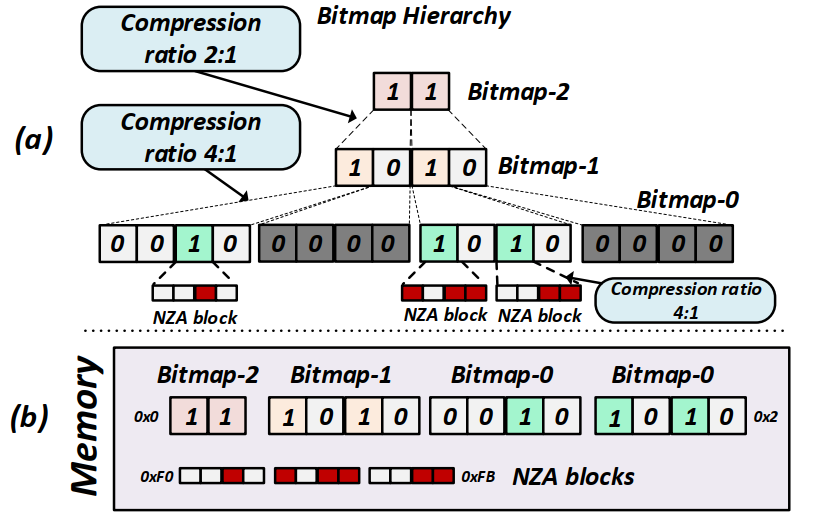 Bitmap Hierarchy
Compression
ratio 2:1
1 1
Bitmap-2
(a)
Compression
ratio 4:1
1 0 1 0
Bitmap-1
Bitmap-0
0 0 1 0 0 0 0 0 1 0 1 0 0 0 0 0
NZA block
NZA block
NZA block
Compression ratio
4:1
(b)
Memory
Bitmap-2 Bitmap-1 Bitmap-0 Bitmap-0
0x0 1 1 1 0 1 0 0 0 1 0 1 0 1 0 0x2
0xF0 0xFB NZA blocks